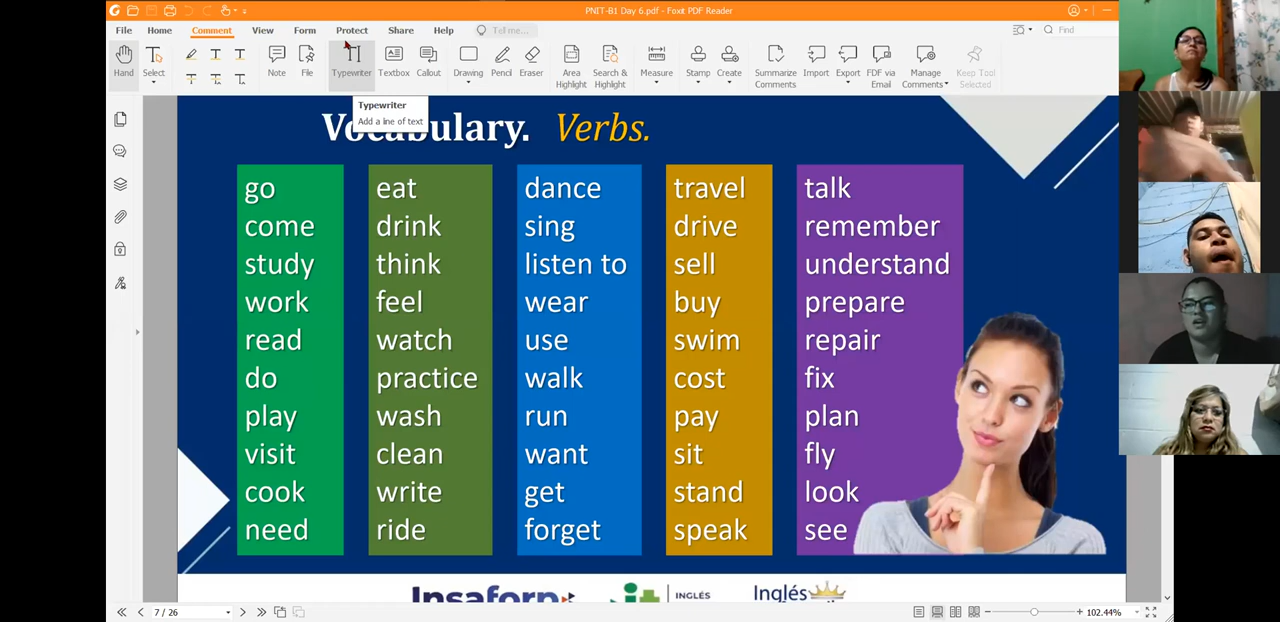 PNIT-B1 Day 6.pdf - Foxit PDF Reader
File Home Comment View Form Protect Share Help Tell me... Find
Hand Select Note File Typewriter Textbox Callout Drawing Pencil Eraser Area Highlight Search & Highlight Measure Stamp Create Summarize Comments Import Export FDF via Email Manage Comments Keep Tool Selected
Typewriter
Add a line of text
Vocabulary. Verbs.
go
come
study
work
read
do
play
visit
cook
need
eat
drink
think
feel
watch
practice
wash
clean
write
ride
dance
sing
listen to
wear
use
walk
run
want
get
forget
travel
drive
sell
buy
swim
cost
pay
sit
stand
speak
talk
remember
understand
prepare
repair
fix
plan
fly
look
see
Insaforp
it
INGLÉS
Inglés
7 / 26
102.44%